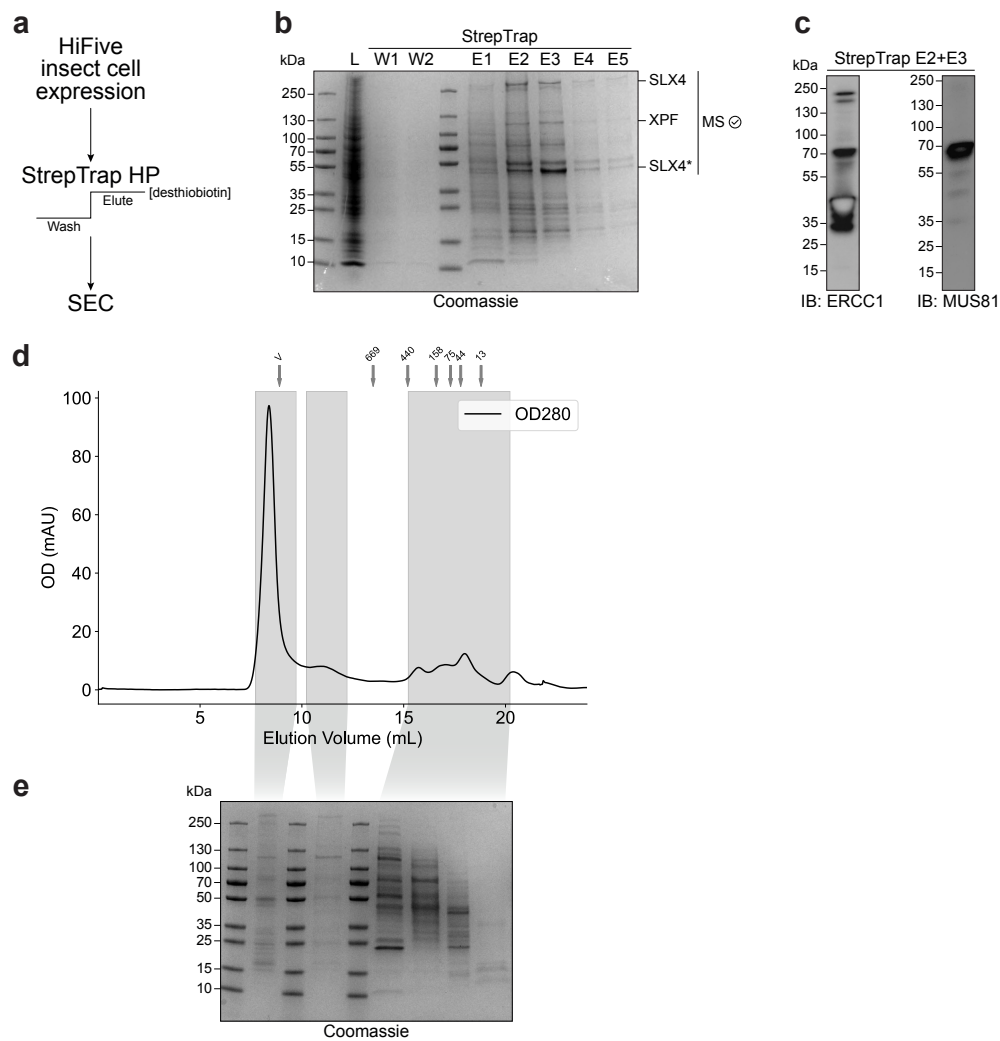 a
HiFive
insect cell
expression
StrepTrap HP
[desthiobiotin]
Elute
Wash
SEC
b
StrepTrap
kDa L W1 W2 E1 E2 E3 E4 E5
250
130
100
70
55
35
25
15
10
SLX4
XPF
SLX4*
MS
Coomassie
c
StrepTrap E2+E3
kDa
250
130
100
70
55
35
25
15
250
130
100
70
55
35
25
15
IB: ERCC1 IB: MUS81
d
V 669 440 158 75 44 13
OD280
100
80
60
40
20
0
OD (mAU)
5 10 15 20
Elution Volume (mL)
e
kDa
250
130
100
70
50
35
25
15
10
Coomassie